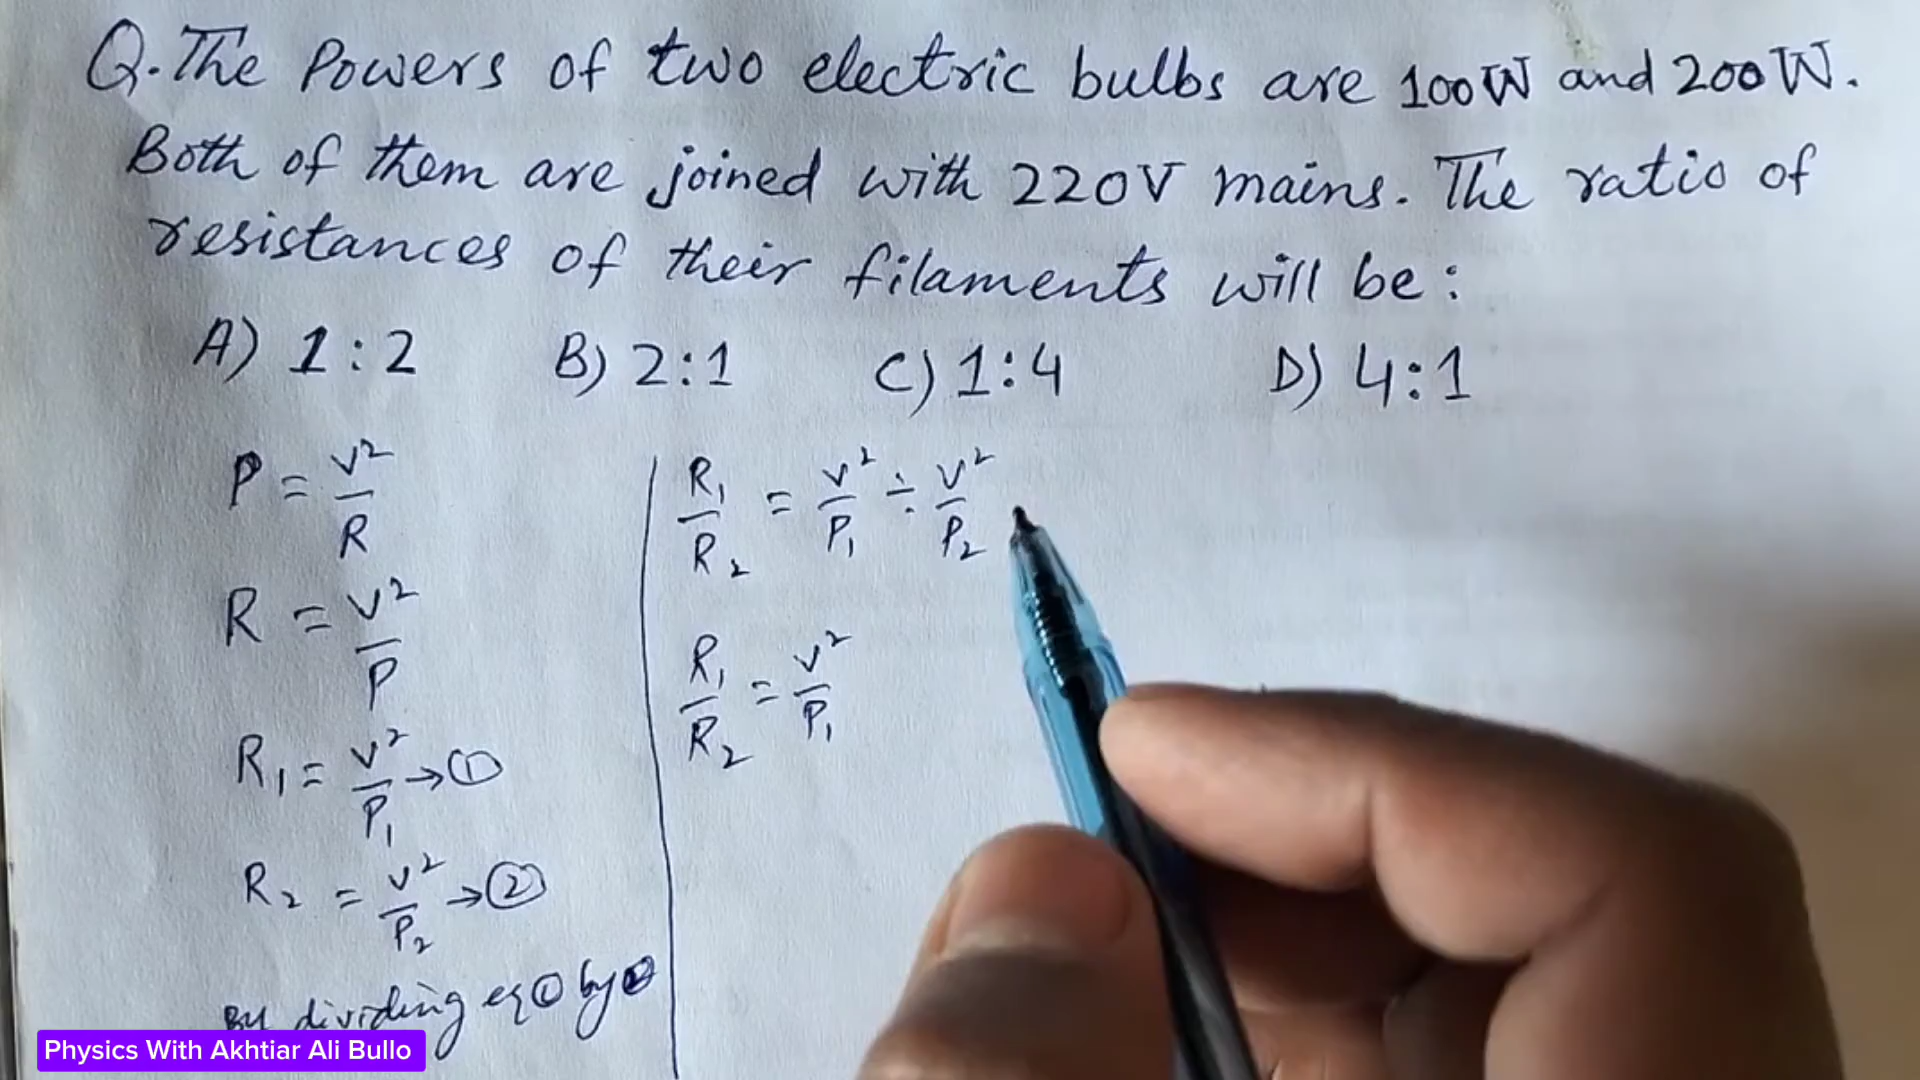 Q. The Powers of two electric bulbs are 100W and 200W.
Both of them are joined with 220V mains. The ratio of
resistances of their filaments will be:
A) 1:2 B) 2:1 C) 1:4 D) 4:1
P = V²/R
R = V²/P
R₁ = V²/P₁ → ①
R₂ = V²/P₂ → ②
By dividing eq ① by ②
R₁/R₂ = V²/P₁ ÷ V²/P₂
R₁/R₂ = V²/P₁
Physics With Akhtiar Ali Bullo